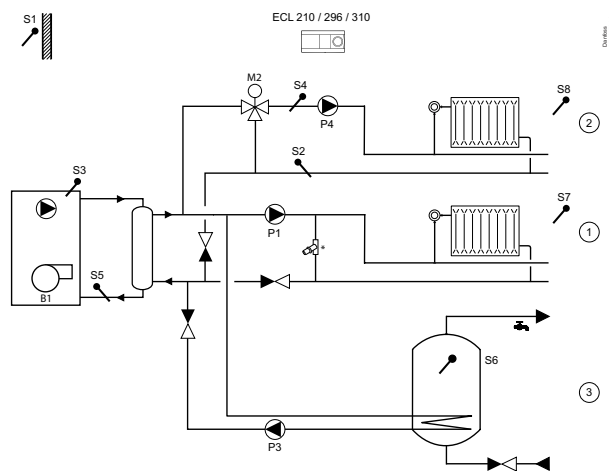 ECL 210 / 296 / 310
S1
Danfoss
M2
S4
S8
P4
2
S2
S3
S7
P1
1
*
S5
B1
S6
3
P3